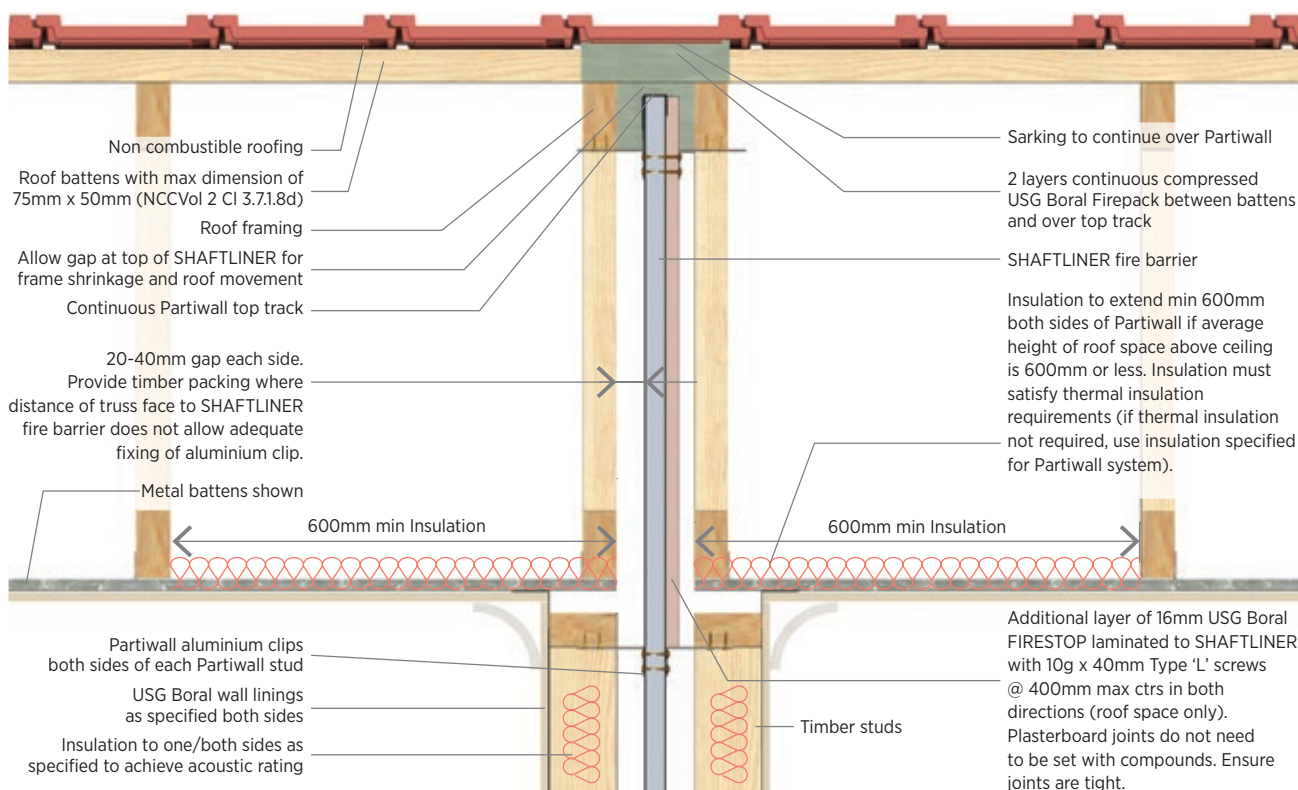 Non combustible roofing
Roof battens with max dimension of
75mm x 50mm (NCCVol 2 Cl 3.7.1.8d)
Roof framing
Allow gap at top of SHAFTLINER for
frame shrinkage and roof movement
Continuous Partiwall top track
20-40mm gap each side.
Provide timber packing where
distance of truss face to SHAFTLINER
fire barrier does not allow adequate
fixing of aluminium clip.
Metal battens shown
600mm min Insulation
Partiwall aluminium clips
both sides of each Partiwall stud
USG Boral wall linings
as specified both sides
Insulation to one/both sides as
specified to achieve acoustic rating
Sarking to continue over Partiwall
2 layers continuous compressed
USG Boral Firepack between battens
and over top track
SHAFTLINER fire barrier
Insulation to extend min 600mm
both sides of Partiwall if average
height of roof space above ceiling
is 600mm or less. Insulation must
satisfy thermal insulation
requirements (if thermal insulation
not required, use insulation specified
for Partiwall system).
600mm min Insulation
Additional layer of 16mm USG Boral
FIRESTOP laminated to SHAFTLINER
with 10g x 40mm Type ‘L’ screws
@ 400mm max ctrs in both
directions (roof space only).
Plasterboard joints do not need
to be set with compounds. Ensure
joints are tight.
Timber studs